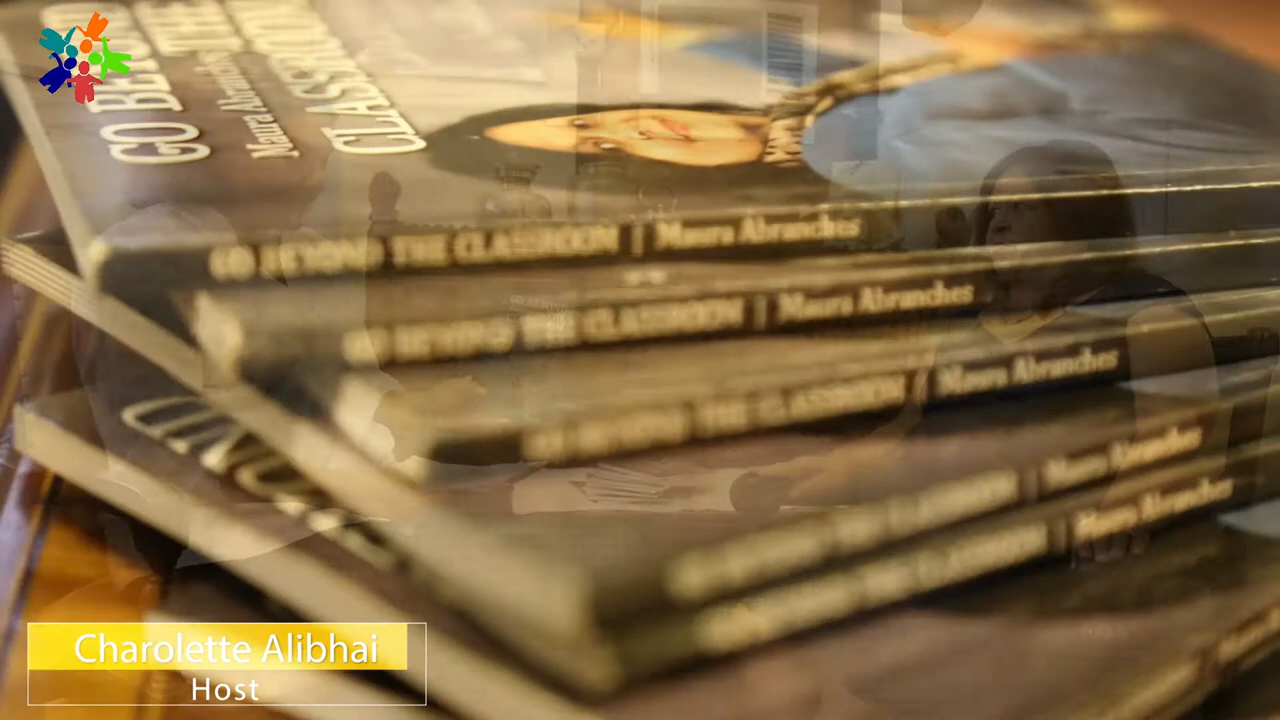 GO BEYOND THE
Maura Abranches
CLASSROOM
GO BEYOND THE CLASSROOM | Maura Abranches
GO BEYOND THE CLASSROOM | Maura Abranches
GO BEYOND THE CLASSROOM | Maura Abranches
GO BEYOND THE CLASSROOM | Maura Abranches
GO BEYOND THE CLASSROOM | Maura Abranches
Charolette Alibhai
Host